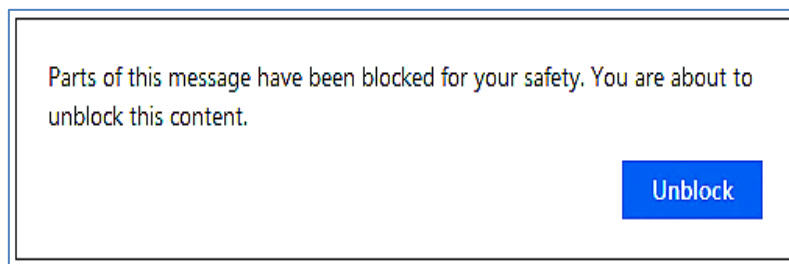 Parts of this message have been blocked for your safety. You are about to
unblock this content.
Unblock